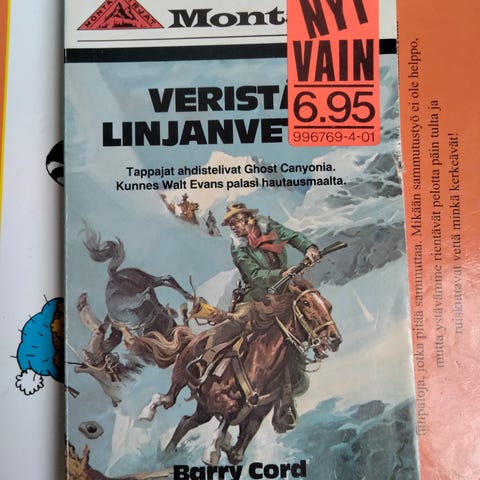 Mont
NYT
VAIN
6.95
996769-4-01
VERISTÄ
LINJANVE
Tappajat ahdistelivat Ghost Canyonia.
Kunnes Walt Evans palasi hautausmaalta.
Barry Cord
jotka pitää sammuttaa. Mikään sammutustyö ei ole helppo,
mutta ystävämme rientävät pelotta päin tulta ja
ruiskuttavat vettä minkä kerkeävät!